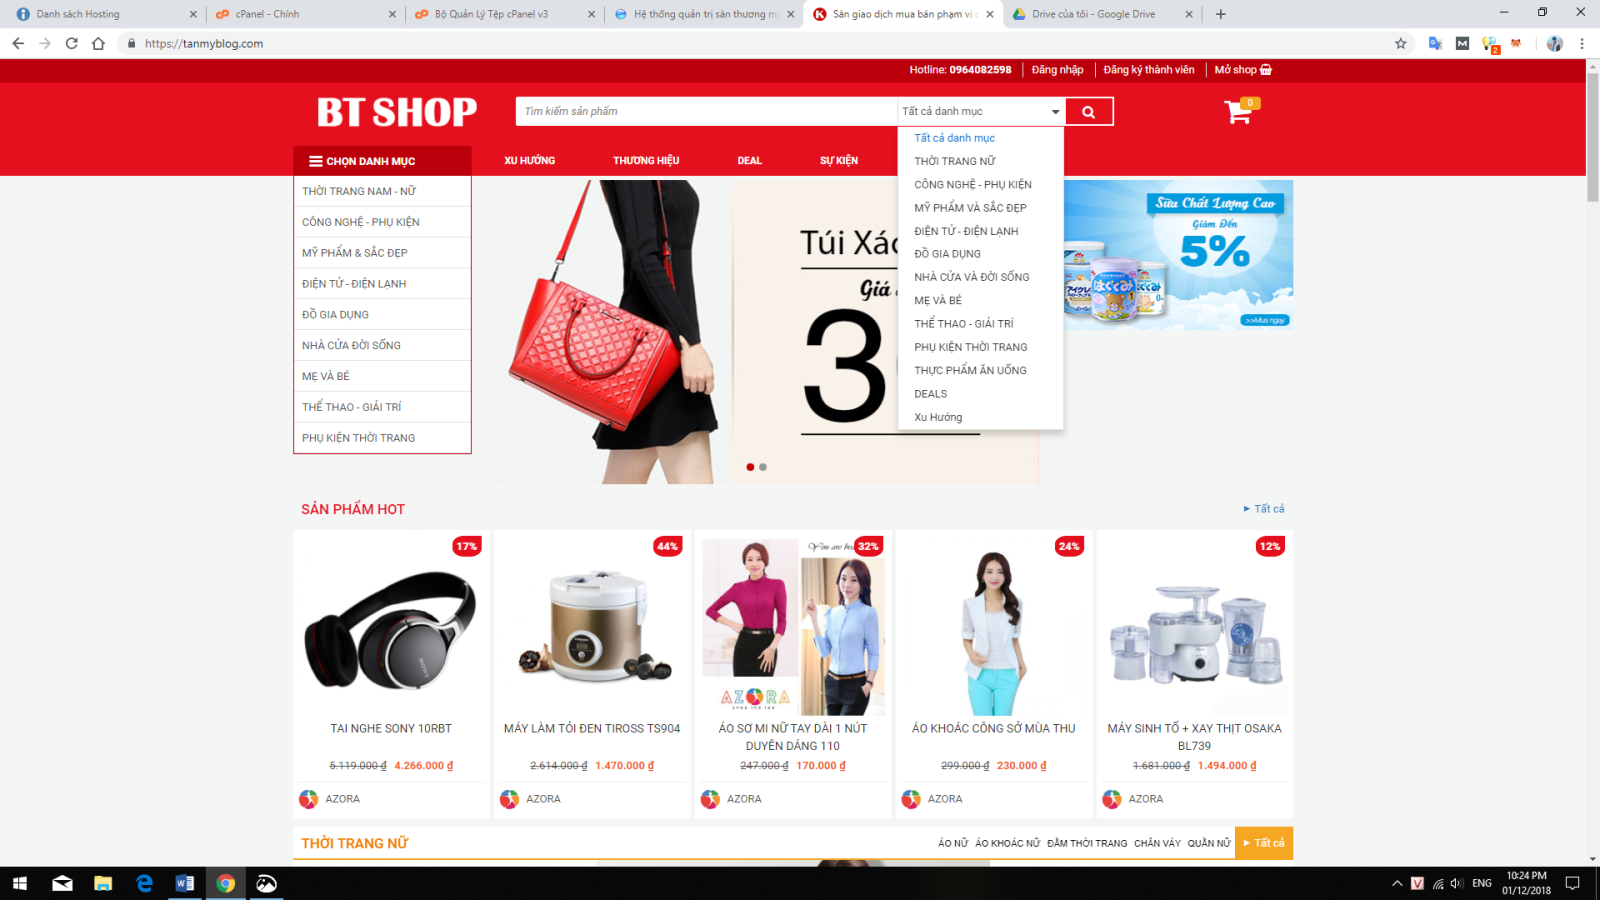 Danh sách Hosting
cPanel - Chính
Bộ Quản Lý Tệp cPanel v3
Hệ thống quản trị sàn thương m
Sàn giao dịch mua bán phạm vi
Drive của tôi - Google Drive
https://tanmyblog.com
2
Hotline: 0964082598
Đăng nhập
Đăng ký thành viên
Mở shop
BT SHOP
Tìm kiếm sản phẩm
Tất cả danh mục
0
CHỌN DANH MỤC
XU HƯỚNG
THƯƠNG HIỆU
DEAL
SỰ KIỆN
Tất cả danh mục
THỜI TRANG NỮ
CÔNG NGHỆ - PHỤ KIỆN
MỸ PHẨM VÀ SẮC ĐẸP
ĐIỆN TỬ - ĐIỆN LẠNH
ĐỒ GIA DỤNG
NHÀ CỬA VÀ ĐỜI SỐNG
MẸ VÀ BÉ
THỂ THAO - GIẢI TRÍ
PHỤ KIỆN THỜI TRANG
THỰC PHẨM ĂN UỐNG
DEALS
Xu Hướng
THỜI TRANG NAM - NỮ
CÔNG NGHỆ - PHỤ KIỆN
MỸ PHẨM & SẮC ĐẸP
ĐIỆN TỬ - ĐIỆN LẠNH
ĐỒ GIA DỤNG
NHÀ CỬA ĐỜI SỐNG
MẸ VÀ BÉ
THỂ THAO - GIẢI TRÍ
PHỤ KIỆN THỜI TRANG
Túi Xác
Giá
3
Sữa Chất Lượng Cao
Giảm Đến
5%
はぐくみ
>>Mua ngay
SẢN PHẨM HOT
Tất cả
17%
44%
32%
24%
12%
AZORA
TAI NGHE SONY 10RBT
5.119.000 ₫ 4.266.000 ₫
AZORA
MÁY LÀM TỎI ĐEN TIROSS TS904
2.614.000 ₫ 1.470.000 ₫
AZORA
ÁO SƠ MI NỮ TAY DÀI 1 NÚT
DUYÊN DÁNG 110
247.000 ₫ 170.000 ₫
AZORA
ÁO KHOÁC CÔNG SỞ MÙA THU
299.000 ₫ 230.000 ₫
AZORA
MÁY SINH TỐ + XAY THỊT OSAKA
BL739
1.681.000 ₫ 1.494.000 ₫
AZORA
THỜI TRANG NỮ
ÁO NỮ ÁO KHOÁC NỮ ĐẦM THỜI TRANG CHÂN VÁY QUẦN NỮ
Tất cả
ENG
10:24 PM
01/12/2018